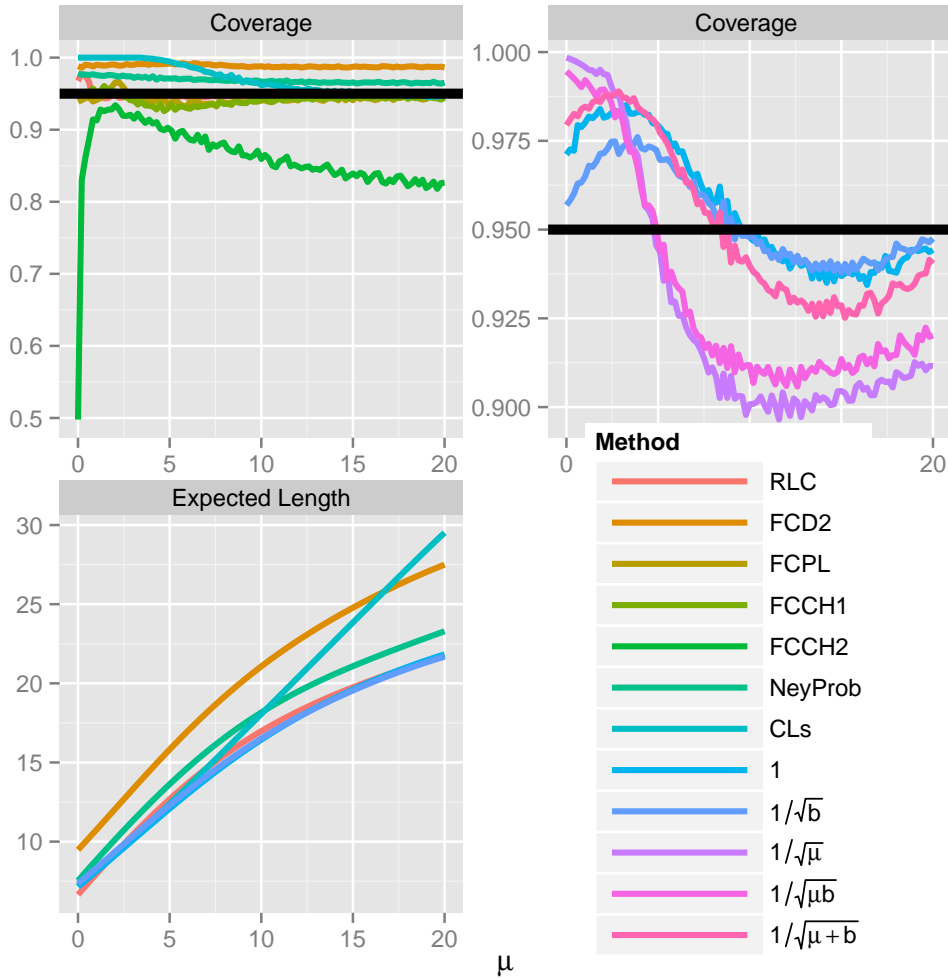 Coverage
1.0
0.9
0.8
0.7
0.6
0.5
0 5 10 15 20
Coverage
1.000
0.975
0.950
0.925
0.900
0 20
Expected Length
30
25
20
15
10
0 5 10 15 20
μ
Method
RLC
FCD2
FCPL
FCCH1
FCCH2
NeyProb
CLs
1
1/√b
1/√μ
1/√μb
1/√μ + b